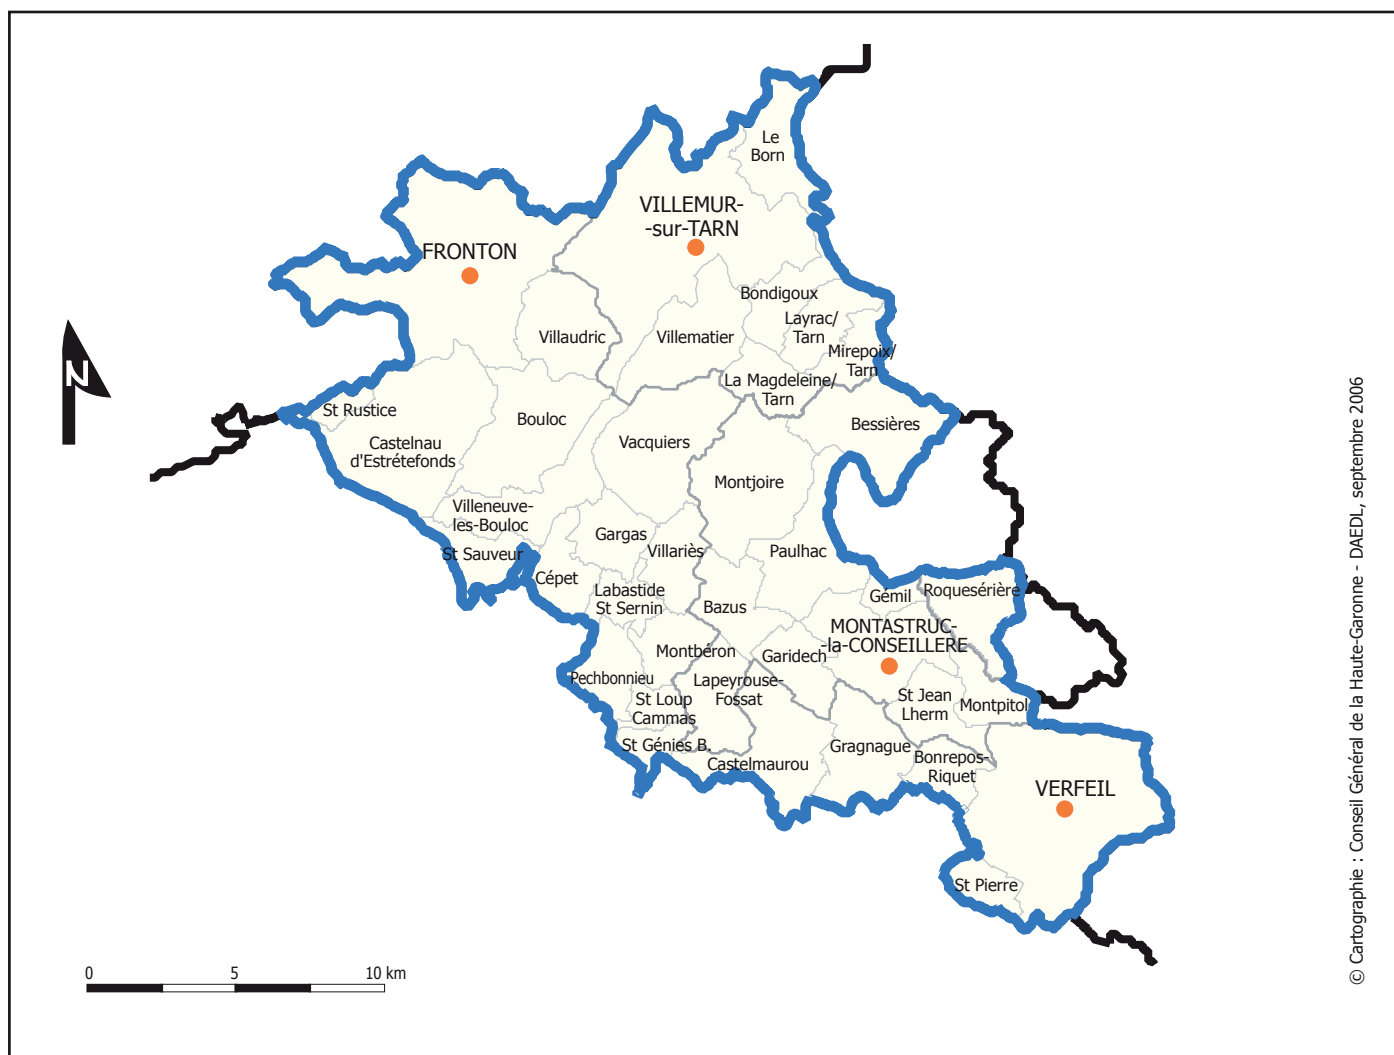 Le
Born
VILLEMUR-
-sur-TARN
FRONTON
Bondigoux
Layrac/
Tarn
Villaudric
Villematier
Mirepoix/
Tarn
La Magdeleine/
Tarn
N
St Rustice
Bouloc
Bessières
Castelnau
d'Estrétefonds
Vacquiers
Montjoire
Villeneuve-
les-Bouloc
Gargas
Villariès
Paulhac
St Sauveur
Cépet
Labastide
St Sernin
Bazus
Gémil
Roquesérière
MONTASTRUC-
-la-CONSEILLERE
Montbéron
Garidech
Pechbonnieu
Lapeyrouse-
Fossat
St Loup
Cammas
St Jean
Lherm
Montpitol
St Génies B.
Castelmaurou
Gragnague
Bonrepos-
Riquet
VERFEIL
St Pierre
0 5 10 km
© Cartographie : Conseil Général de la Haute-Garonne - DAEDL, septembre 2006